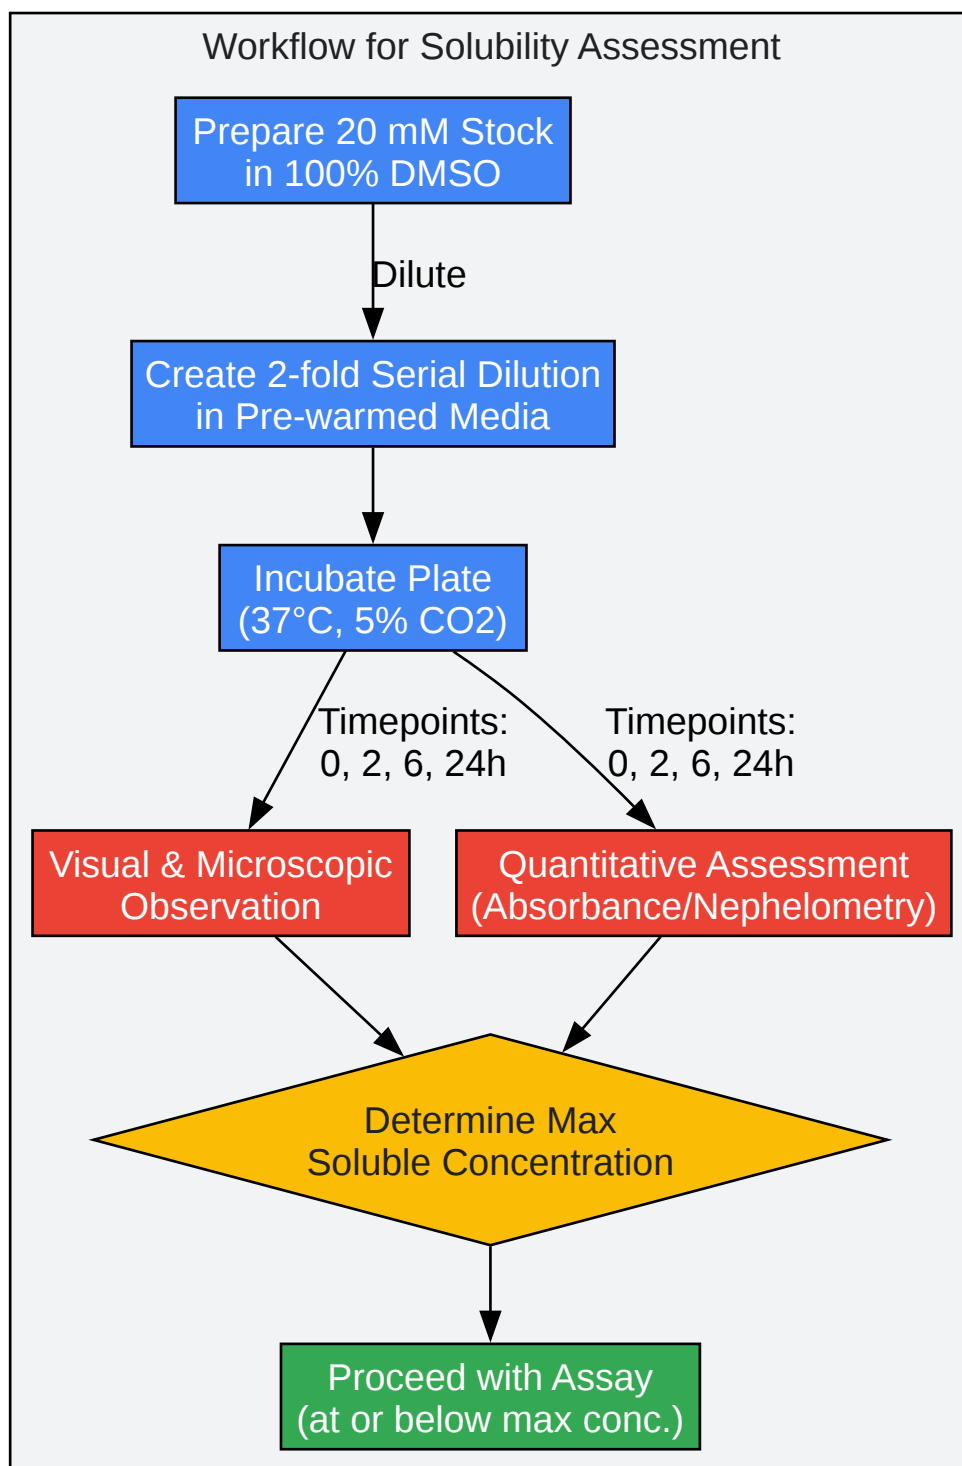 Workflow for Solubility Assessment
Prepare 20 mM Stock
in 100% DMSO
Dilute
Create 2-fold Serial Dilution
in Pre-warmed Media
Incubate Plate
(37°C, 5% CO2)
Timepoints:
0, 2, 6, 24h
Timepoints:
0, 2, 6, 24h
Visual & Microscopic
Observation
Quantitative Assessment
(Absorbance/Nephelometry)
Determine Max
Soluble Concentration
Proceed with Assay
(at or below max conc.)